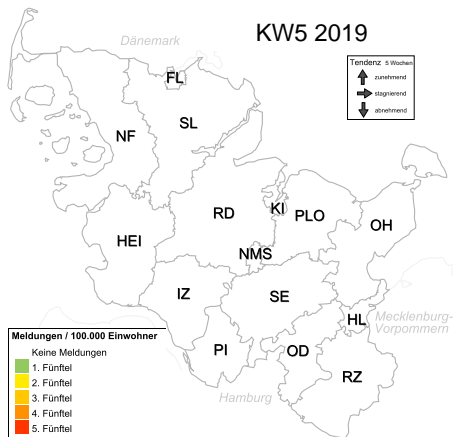 KW5 2019
Dänemark
Tendenz 5 Wochen
zunehmend
stagnierend
abnehmend
FL
SL
NF
RD
KI
PLO
OH
HEI
NMS
IZ
SE
HL
Mecklenburg-
Vorpommern
PI
OD
RZ
Hamburg
Meldungen / 100.000 Einwohner
Keine Meldungen
1. Fünftel
2. Fünftel
3. Fünftel
4. Fünftel
5. Fünftel